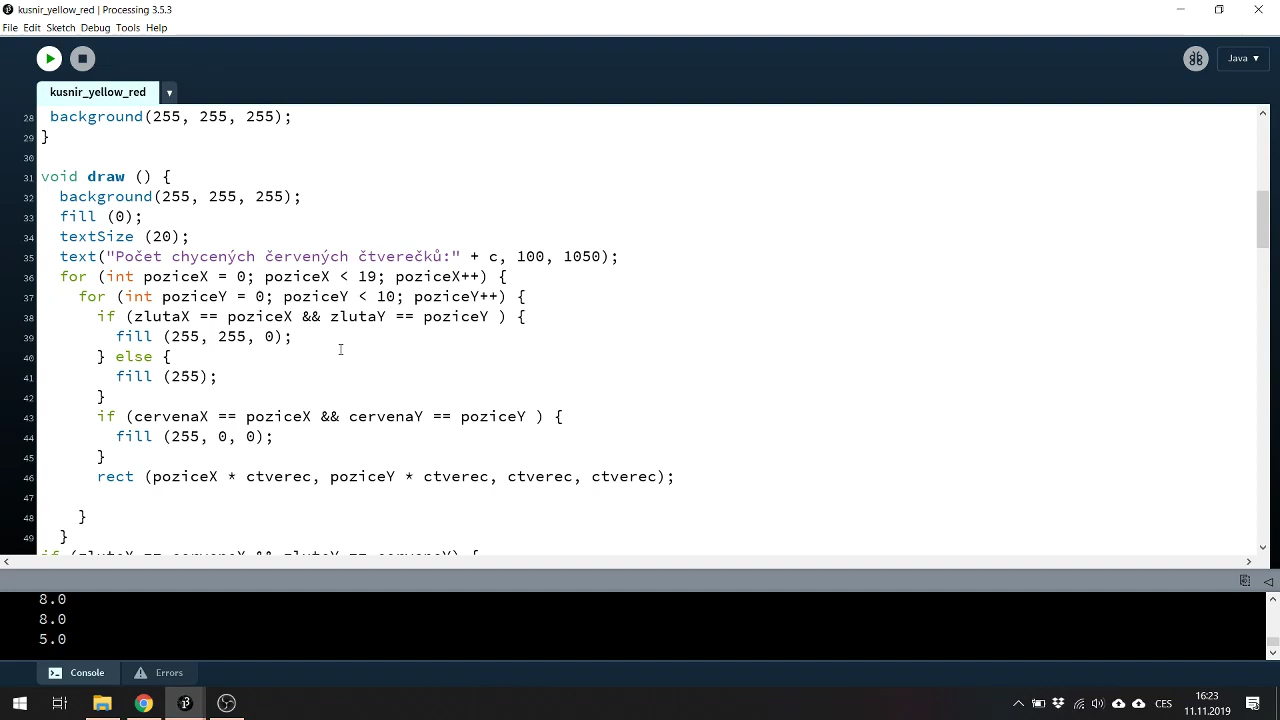 kusnir_yellow_red | Processing 3.5.3
File Edit Sketch Debug Tools Help
Java ▼
kusnir_yellow_red ▼
28 background(255, 255, 255);
29 }
30
31 void draw () {
32 background(255, 255, 255);
33 fill (0);
34 textSize (20);
35 text("Počet chycených červených čtverečků:" + c, 100, 1050);
36 for (int poziceX = 0; poziceX < 19; poziceX++) {
37 for (int poziceY = 0; poziceY < 10; poziceY++) {
38 if (zlutaX == poziceX && zlutaY == poziceY ) {
39 fill (255, 255, 0);
40 } else {
41 fill (255);
42 }
43 if (cervenaX == poziceX && cervenaY == poziceY ) {
44 fill (255, 0, 0);
45 }
46 rect (poziceX * ctverec, poziceY * ctverec, ctverec, ctverec);
47
48 }
49 }
if (zlutaX == cervenaX && zlutaY == cervenaY) {
8.0
8.0
5.0
Console Errors
CES
16:23
11.11.2019